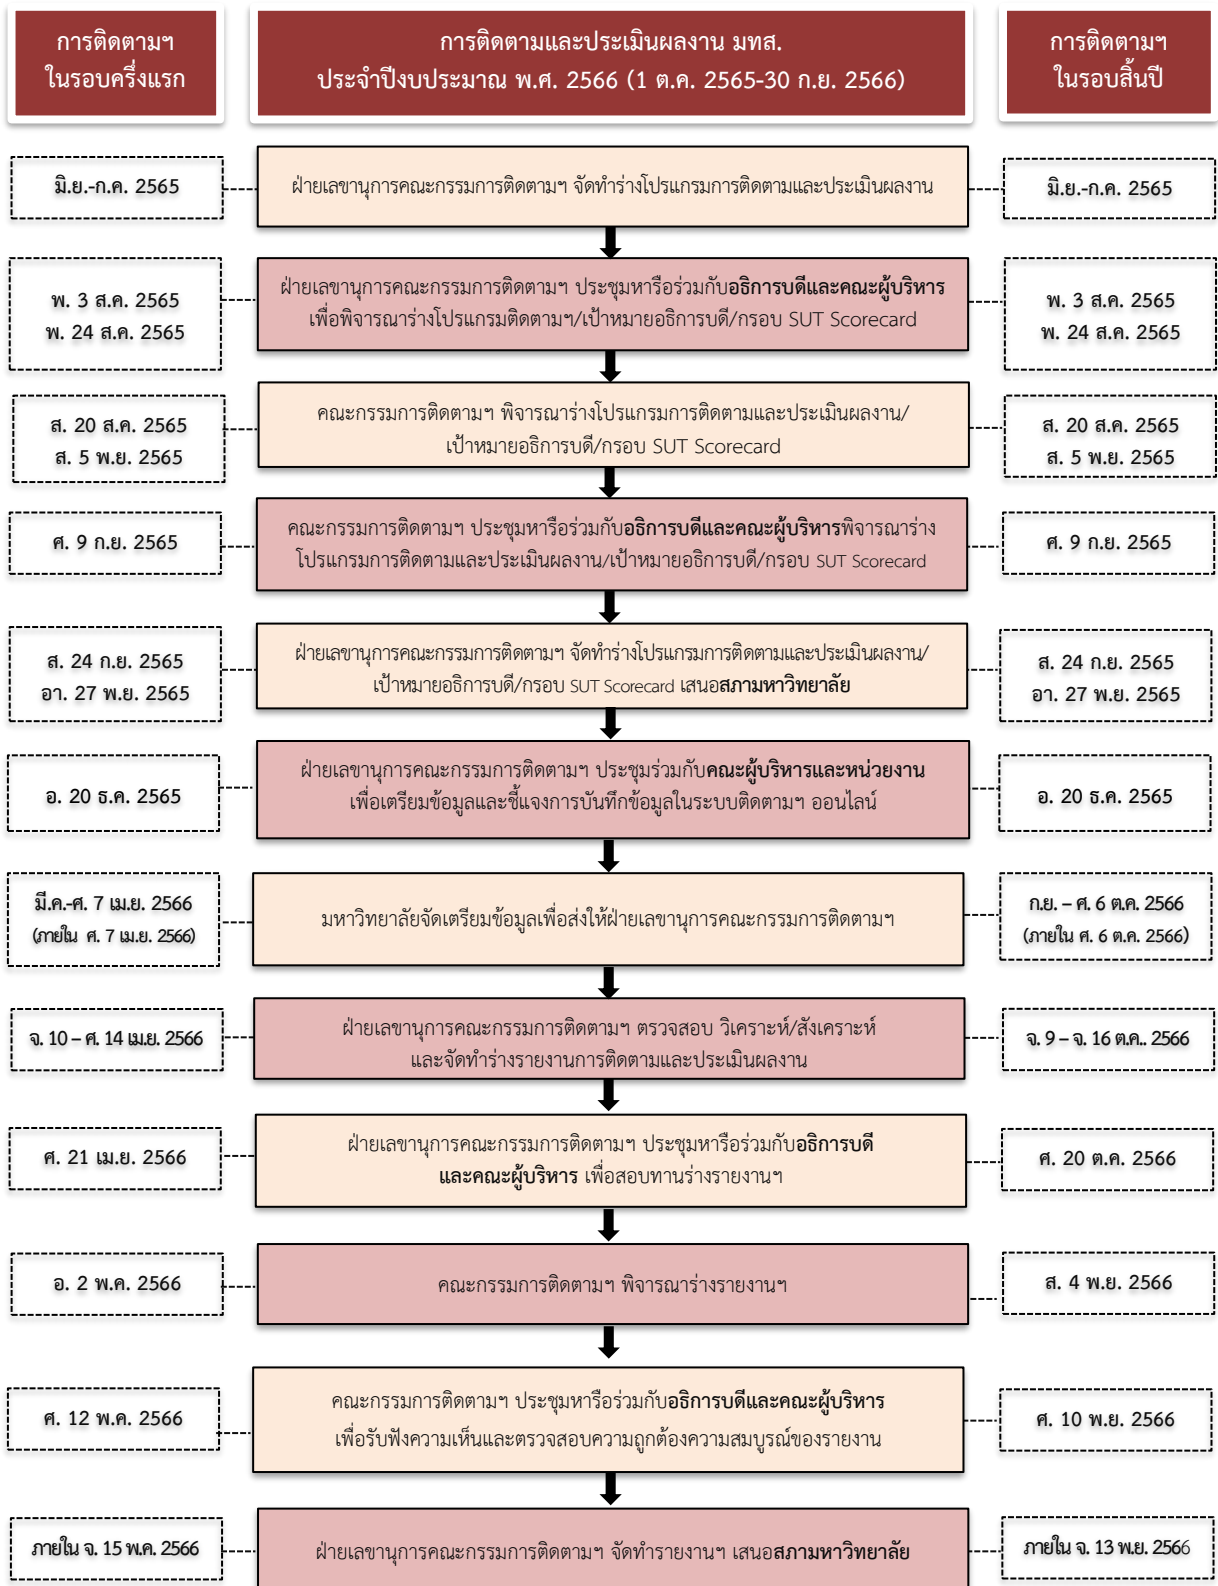 การติดตามฯ
ในรอบครึ่งแรก
การติดตามและประเมินผลงาน มทส.
ประจำปีงบประมาณ พ.ศ. 2566 (1 ต.ค. 2565-30 ก.ย. 2566)
การติดตามฯ
ในรอบสิ้นปี
มิ.ย.-ก.ค. 2565
ฝ่ายเลขานุการคณะกรรมการติดตามฯ จัดทำร่างโปรแกรมการติดตามและประเมินผลงาน
มิ.ย.-ก.ค. 2565
พ. 3 ส.ค. 2565
พ. 24 ส.ค. 2565
ฝ่ายเลขานุการคณะกรรมการติดตามฯ ประชุมหารือร่วมกับอธิการบดีและคณะผู้บริหาร
เพื่อพิจารณาร่างโปรแกรมติดตามฯ/เป้าหมายอธิการบดี/กรอบ SUT Scorecard
พ. 3 ส.ค. 2565
พ. 24 ส.ค. 2565
ส. 20 ส.ค. 2565
ส. 5 พ.ย. 2565
คณะกรรมการติดตามฯ พิจารณาร่างโปรแกรมการติดตามและประเมินผลงาน/
เป้าหมายอธิการบดี/กรอบ SUT Scorecard
ส. 20 ส.ค. 2565
ส. 5 พ.ย. 2565
ศ. 9 ก.ย. 2565
คณะกรรมการติดตามฯ ประชุมหารือร่วมกับอธิการบดีและคณะผู้บริหารพิจารณาร่าง
โปรแกรมการติดตามและประเมินผลงาน/เป้าหมายอธิการบดี/กรอบ SUT Scorecard
ศ. 9 ก.ย. 2565
ส. 24 ก.ย. 2565
อา. 27 พ.ย. 2565
ฝ่ายเลขานุการคณะกรรมการติดตามฯ จัดทำร่างโปรแกรมการติดตามและประเมินผลงาน/
เป้าหมายอธิการบดี/กรอบ SUT Scorecard เสนอสภามหาวิทยาลัย
ส. 24 ก.ย. 2565
อา. 27 พ.ย. 2565
อ. 20 ธ.ค. 2565
ฝ่ายเลขานุการคณะกรรมการติดตามฯ ประชุมร่วมกับคณะผู้บริหารและหน่วยงาน
เพื่อเตรียมข้อมูลและชี้แจงการบันทึกข้อมูลในระบบติดตามฯ ออนไลน์
อ. 20 ธ.ค. 2565
มี.ค.-ศ. 7 เม.ย. 2566
(ภายใน ศ. 7 เม.ย. 2566)
มหาวิทยาลัยจัดเตรียมข้อมูลเพื่อส่งให้ฝ่ายเลขานุการคณะกรรมการติดตามฯ
ก.ย. – ศ. 6 ต.ค. 2566
(ภายใน ศ. 6 ต.ค. 2566)
จ. 10 – ศ. 14 เม.ย. 2566
ฝ่ายเลขานุการคณะกรรมการติดตามฯ ตรวจสอบ วิเคราะห์/สังเคราะห์
และจัดทำร่างรายงานการติดตามและประเมินผลงาน
จ. 9 – จ. 16 ต.ค.. 2566
ศ. 21 เม.ย. 2566
ฝ่ายเลขานุการคณะกรรมการติดตามฯ ประชุมหารือร่วมกับอธิการบดี
และคณะผู้บริหาร เพื่อสอบทานร่างรายงานฯ
ศ. 20 ต.ค. 2566
อ. 2 พ.ค. 2566
คณะกรรมการติดตามฯ พิจารณาร่างรายงานฯ
ส. 4 พ.ย. 2566
ศ. 12 พ.ค. 2566
คณะกรรมการติดตามฯ ประชุมหารือร่วมกับอธิการบดีและคณะผู้บริหาร
เพื่อรับฟังความเห็นและตรวจสอบความถูกต้องความสมบูรณ์ของรายงาน
ศ. 10 พ.ย. 2566
ภายใน จ. 15 พ.ค. 2566
ฝ่ายเลขานุการคณะกรรมการติดตามฯ จัดทำรายงานฯ เสนอสภามหาวิทยาลัย
ภายใน จ. 13 พ.ย. 2566